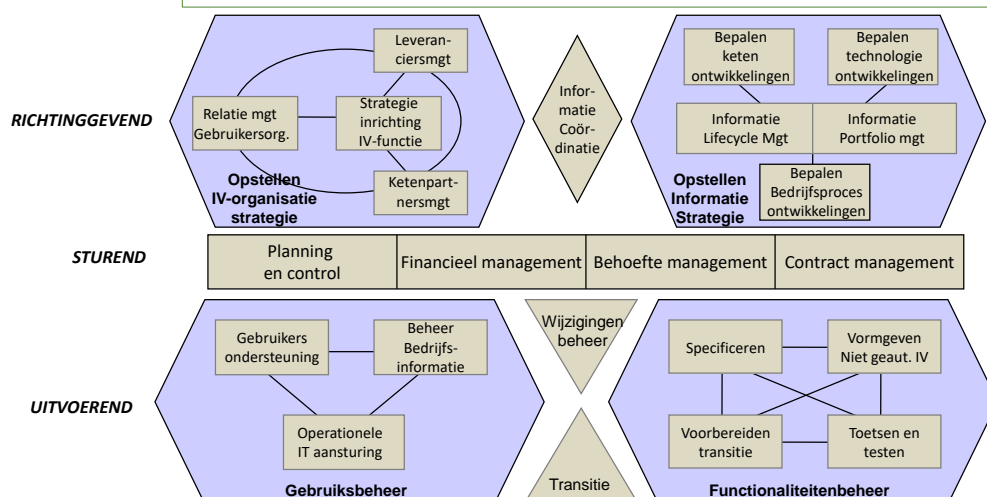 RICHTINGGEVEND
Leveran-
ciersmgt
Relatie mgt
Gebruikersorg.
Strategie
inrichting
IV-functie
Ketenpart-
nersmgt
Opstellen
IV-organisatie
strategie
Infor-
matie
Coör-
dinatie
Bepalen
keten
ontwikkelingen
Bepalen
technologie
ontwikkelingen
Informatie
Lifecycle Mgt
Informatie
Portfolio mgt
Bepalen
Bedrijfsproces
ontwikkelingen
Opstellen
Informatie
Strategie
STUREND
Planning
en control
Financieel management
Behoefte management
Contract management
UITVOEREND
Gebruikers
ondersteuning
Beheer
Bedrijfs-
informatie
Operationele
IT aansturing
Gebruiksbeheer
Wijzigingen
beheer
Transitie
Specificeren
Vormgeven
Niet geaut. IV
Voorbereiden
transitie
Toetsen en
testen
Functionaliteitenbeheer